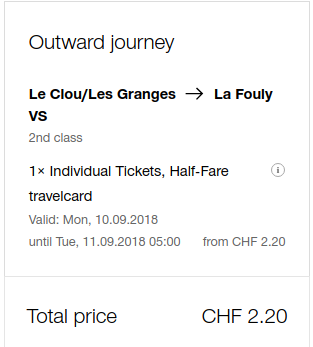 Outward journey
Le Clou/Les Granges → La Fouly
VS
2nd class
1× Individual Tickets, Half-Fare
travelcard
Valid: Mon, 10.09.2018
until Tue, 11.09.2018 05:00 from CHF 2.20
Total price CHF 2.20